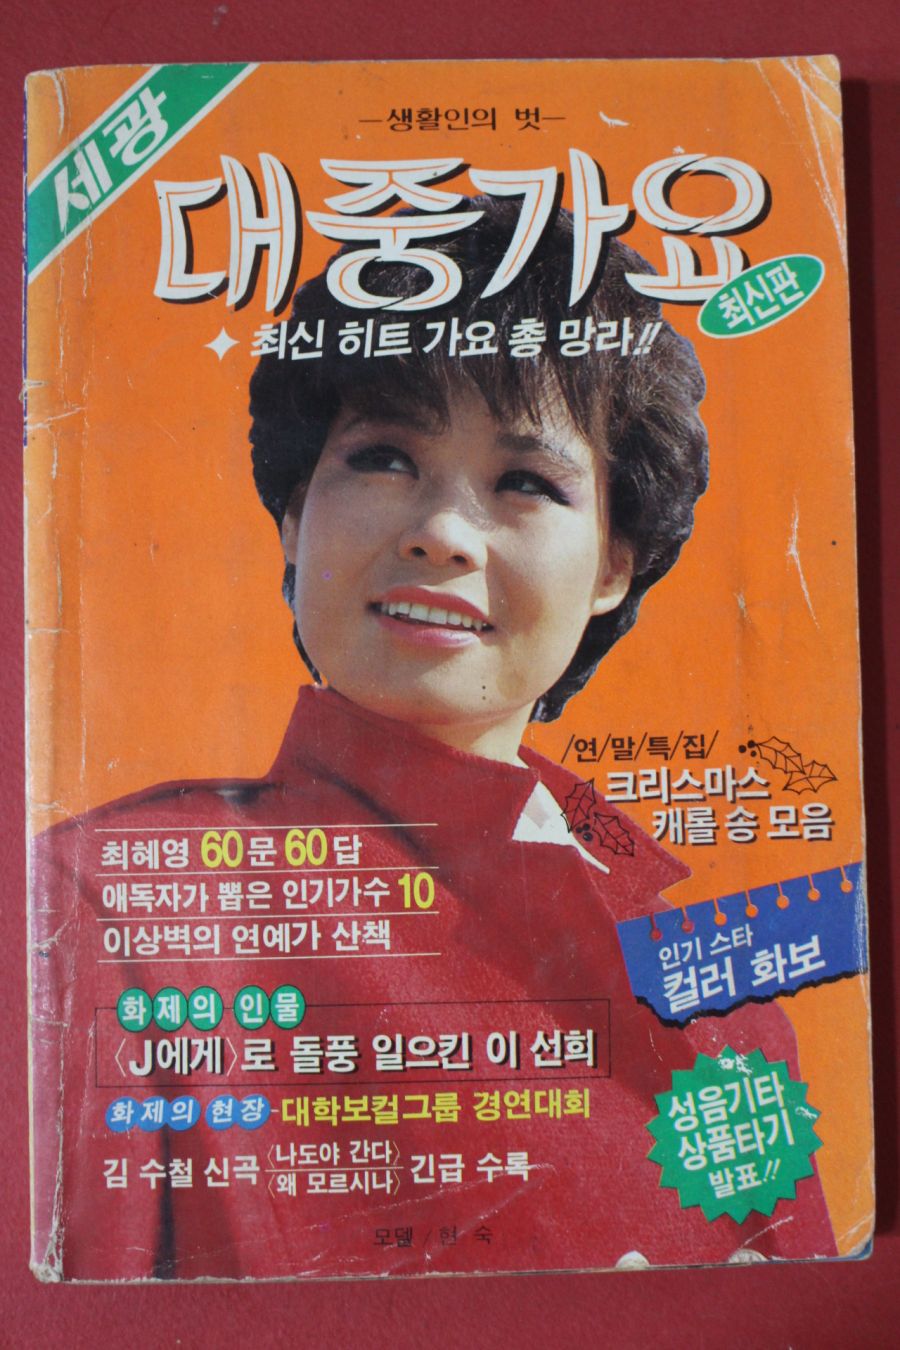 세광
—생활인의 벗—
대중가요
최신판
✦ 최신 히트 가요 총 망라!!
/연/말/특/집/
크리스마스
캐롤 송 모음
최혜영 60문 60답
애독자가 뽑은 인기가수 10
이상벽의 연예가 산책
인기 스타
컬러 화보
화제의 인물
〈J에게〉로 돌풍 일으킨 이 선희
화제의 현장-대학보컬그룹 경연대회
김 수철 신곡 〈나도야 간다〉 〈왜 모르시나〉 긴급 수록
성음기타
상품타기
발표!!
모델/현 숙